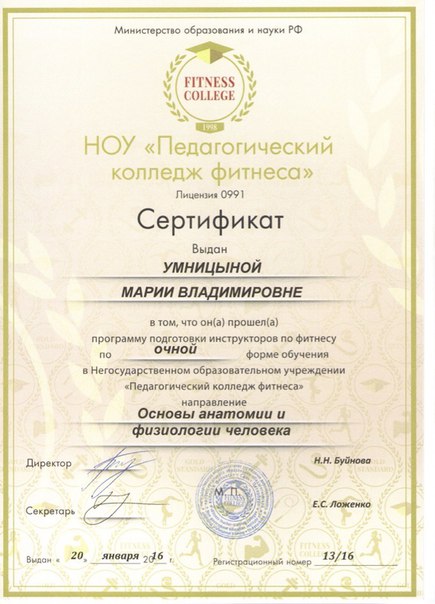 Министерство образования и науки РФ
FITNESS
COLLEGE
1998
НОУ «Педагогический
колледж фитнеса»
Лицензия 0991
Сертификат
Выдан
УМНИЦЫНОЙ
МАРИИ ВЛАДИМИРОВНЕ
в том, что он(а) прошел(а)
программу подготовки инструкторов по фитнесу
по очной форме обучения
в Негосударственном образовательном учреждении
«Педагогический колледж фитнеса»
направление
Основы анатомии и
физиологии человека
Директор Н.Н. Буйнова
М.П.
Секретарь Е.С. Ложенко
Выдан « 20 » января 2016 г. Регистрационный номер 13/16